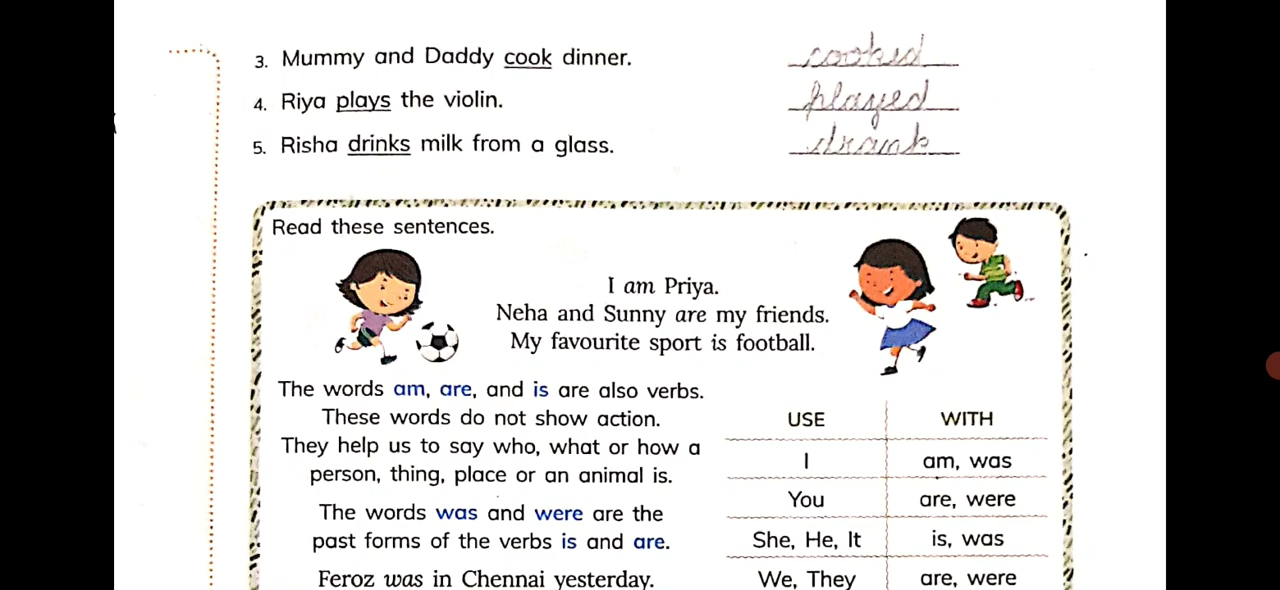 3. Mummy and Daddy cook dinner. cooked
4. Riya plays the violin. played
5. Risha drinks milk from a glass. drank
Read these sentences.
I am Priya.
Neha and Sunny are my friends.
My favourite sport is football.
The words am, are, and is are also verbs.
These words do not show action.
They help us to say who, what or how a
person, thing, place or an animal is.
The words was and were are the
past forms of the verbs is and are.
Feroz was in Chennai yesterday.
USE WITH
I am, was
You are, were
She, He, It is, was
We, They are, were